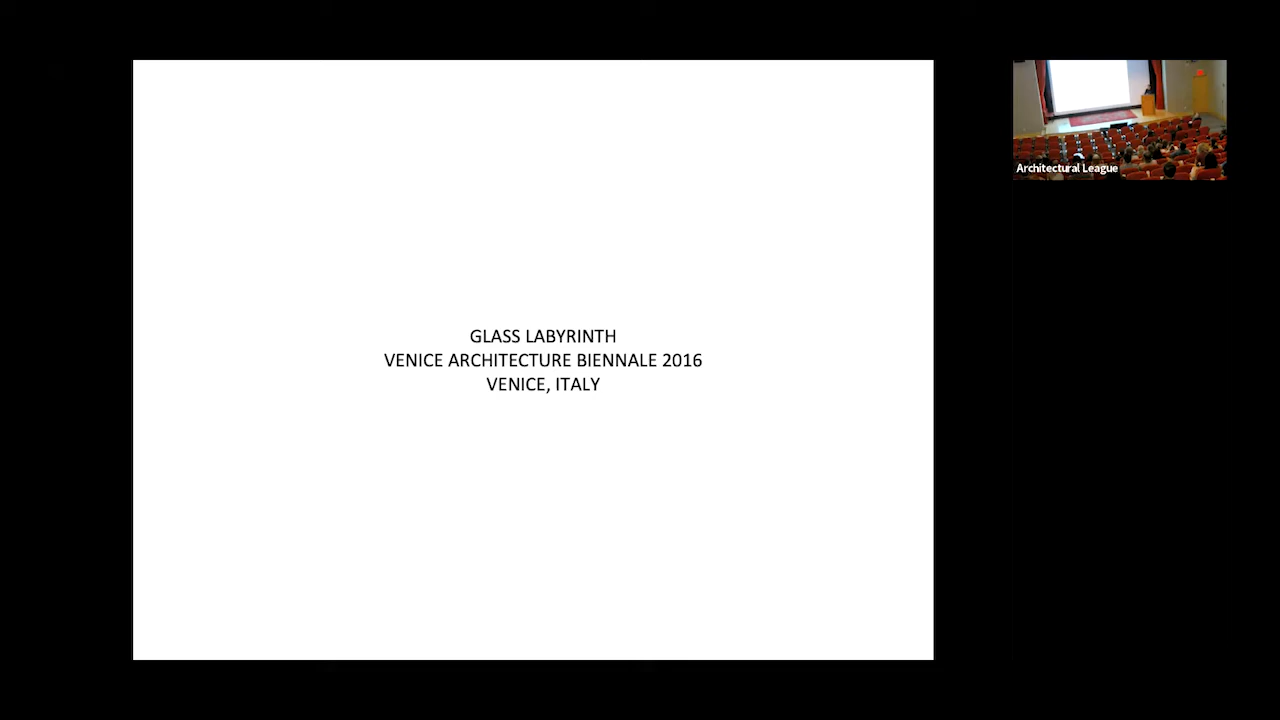 GLASS LABYRINTH
VENICE ARCHITECTURE BIENNALE 2016
VENICE, ITALY
Architectural League